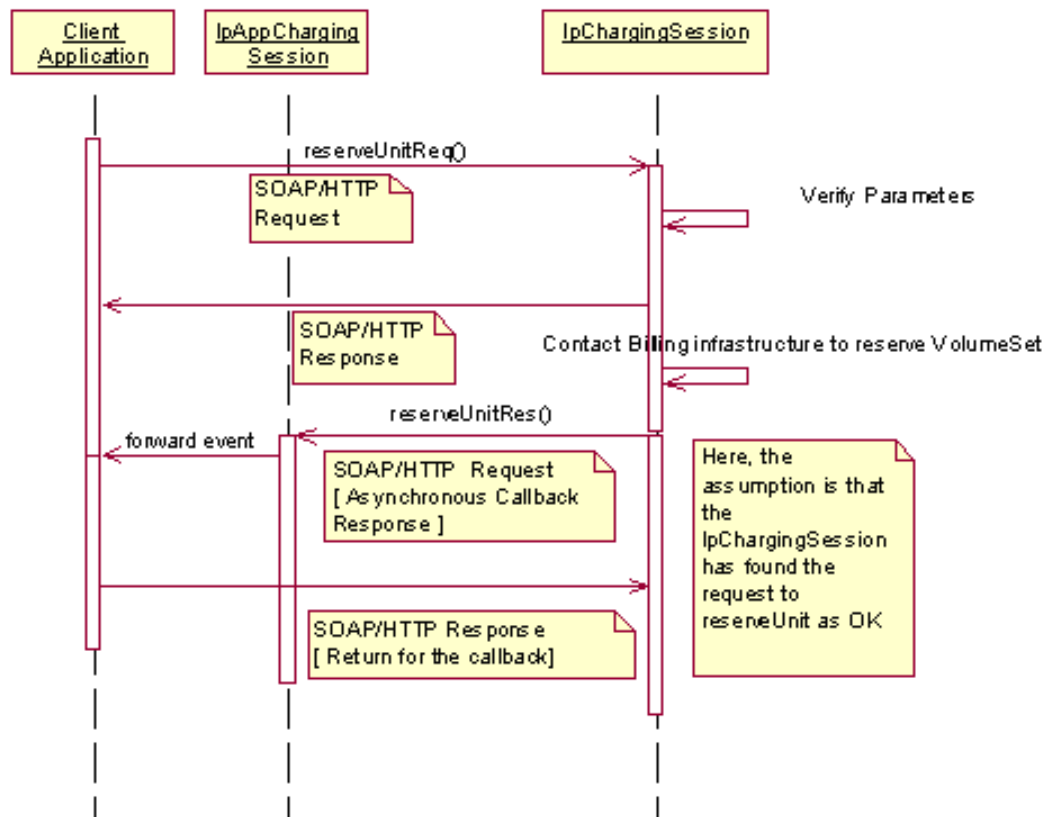 Client
Application
IpAppCharging
Session
IpChargingSession
reserveUnitReq()
SOAP/HTTP
Request
Verify Parameters
SOAP/HTTP
Response
Contact Billing infrastructure to reserve VolumeSet
reserveUnitRes()
forward event
SOAP/HTTP Request
[ Asynchronous Callback
Response ]
Here, the
assumption is that
the
IpChargingSession
has found the
request to
reserveUnit as OK
SOAP/HTTP Response
[ Return for the callback]